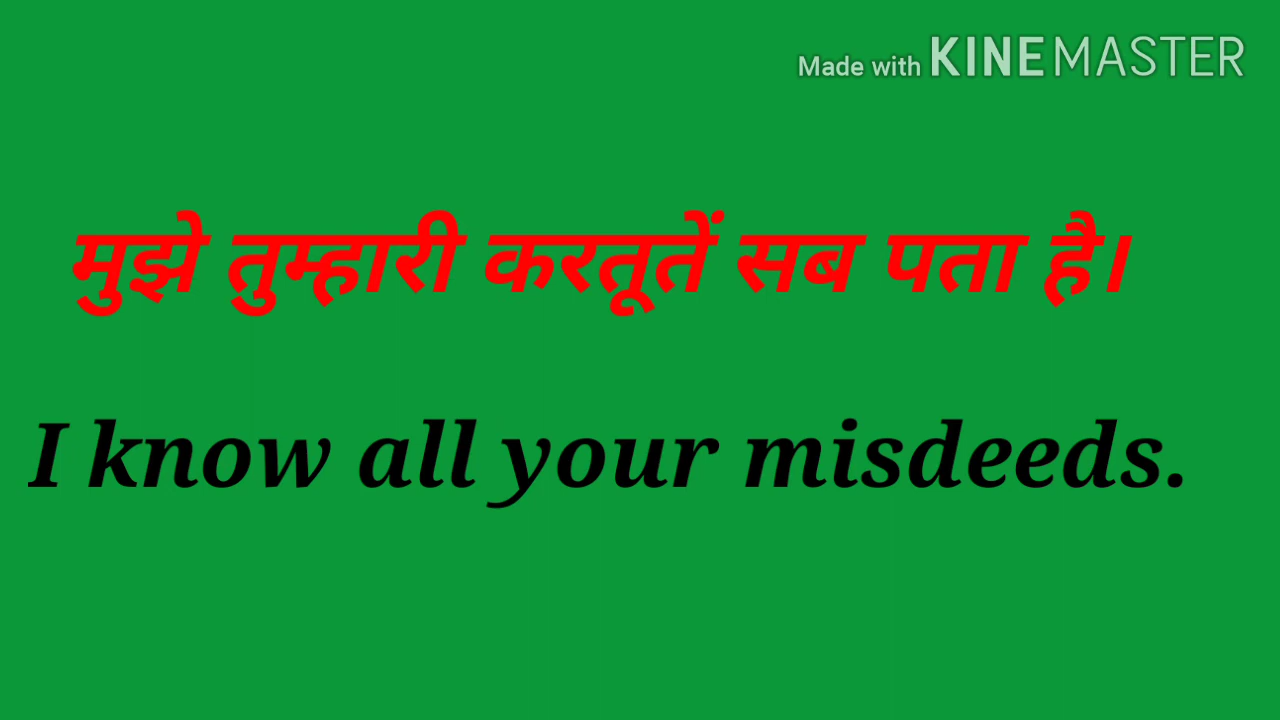 Made with KINEMASTER
मुझे तुम्हारी करतूतें सब पता है।
I know all your misdeeds.